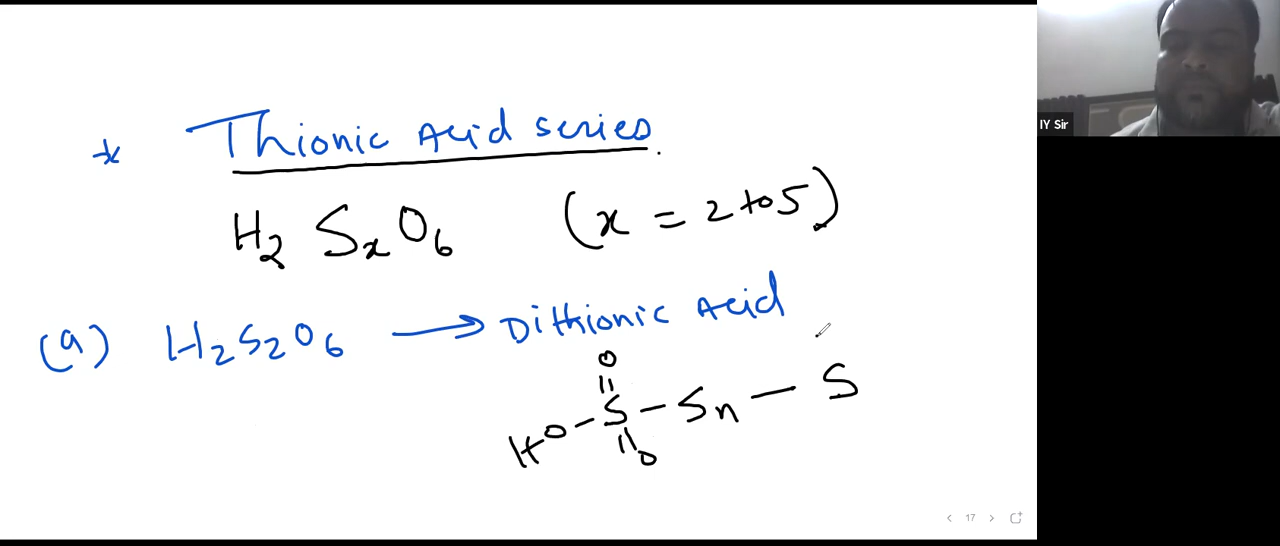 * Thionic Acid series.
IY Sir
H₂ SₓO₆ (x = 2 to 5)
(a) H₂S₂O₆ → Dithionic Acid
O
||
HO – S – Sn – S
||
O
< 17 >